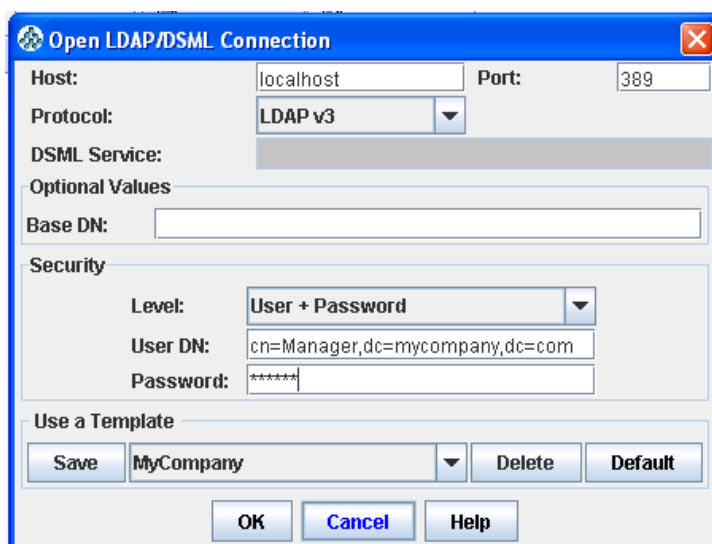 Open LDAP/DSML Connection
Host: localhost Port: 389
Protocol: LDAP v3
DSML Service:
Optional Values
Base DN:
Security
Level: User + Password
User DN: cn=Manager,dc=mycompany,dc=com
Password: ******
Use a Template
Save MyCompany Delete Default
OK Cancel Help